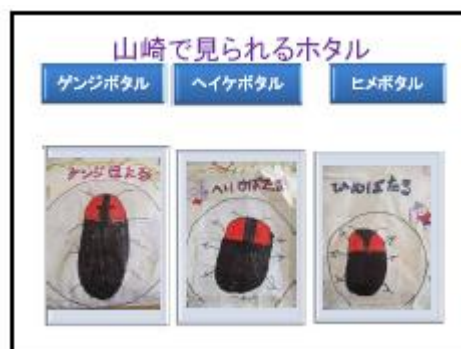 山崎で見られるホタル
ゲンジボタル
ヘイケボタル
ヒメボタル
ゲンジほたる
へいけぼたる
ひめぼたる